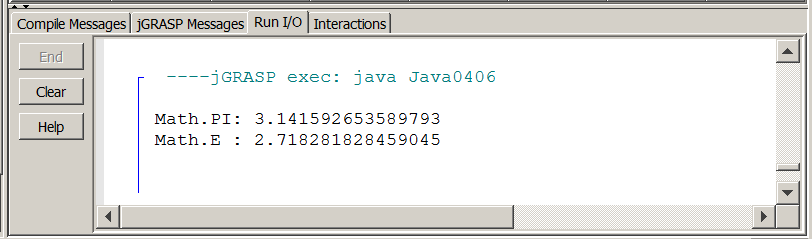 Compile Messages jGRASP Messages Run I/O Interactions
End
Clear
Help
----jGRASP exec: java Java0406
Math.PI: 3.141592653589793
Math.E : 2.718281828459045